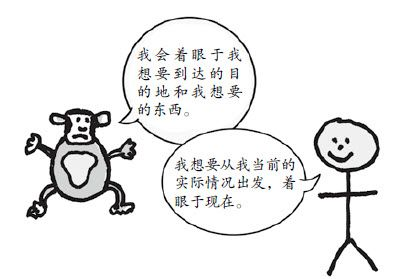 我会着眼于我
想要到达的目
的地和我想要
的东西。
我想要从我当前的
实际情况出发，着
眼于现在。